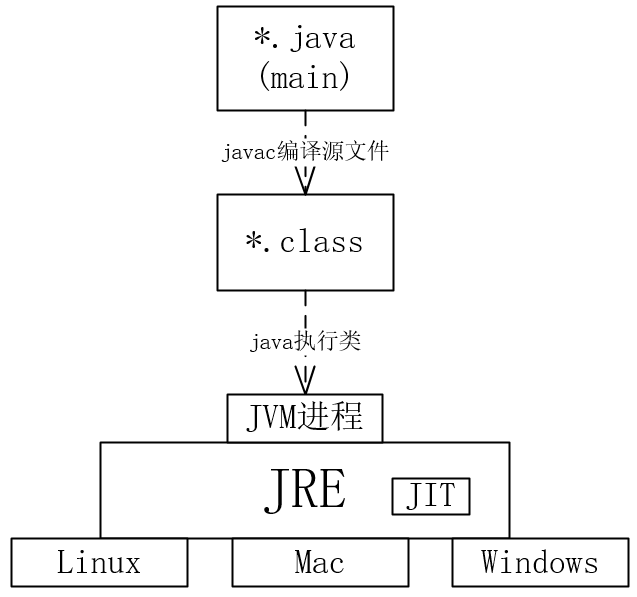 *.java
(main)
javac编译源文件
*.class
java执行类
JVM进程
JRE
JIT
Linux
Mac
Windows